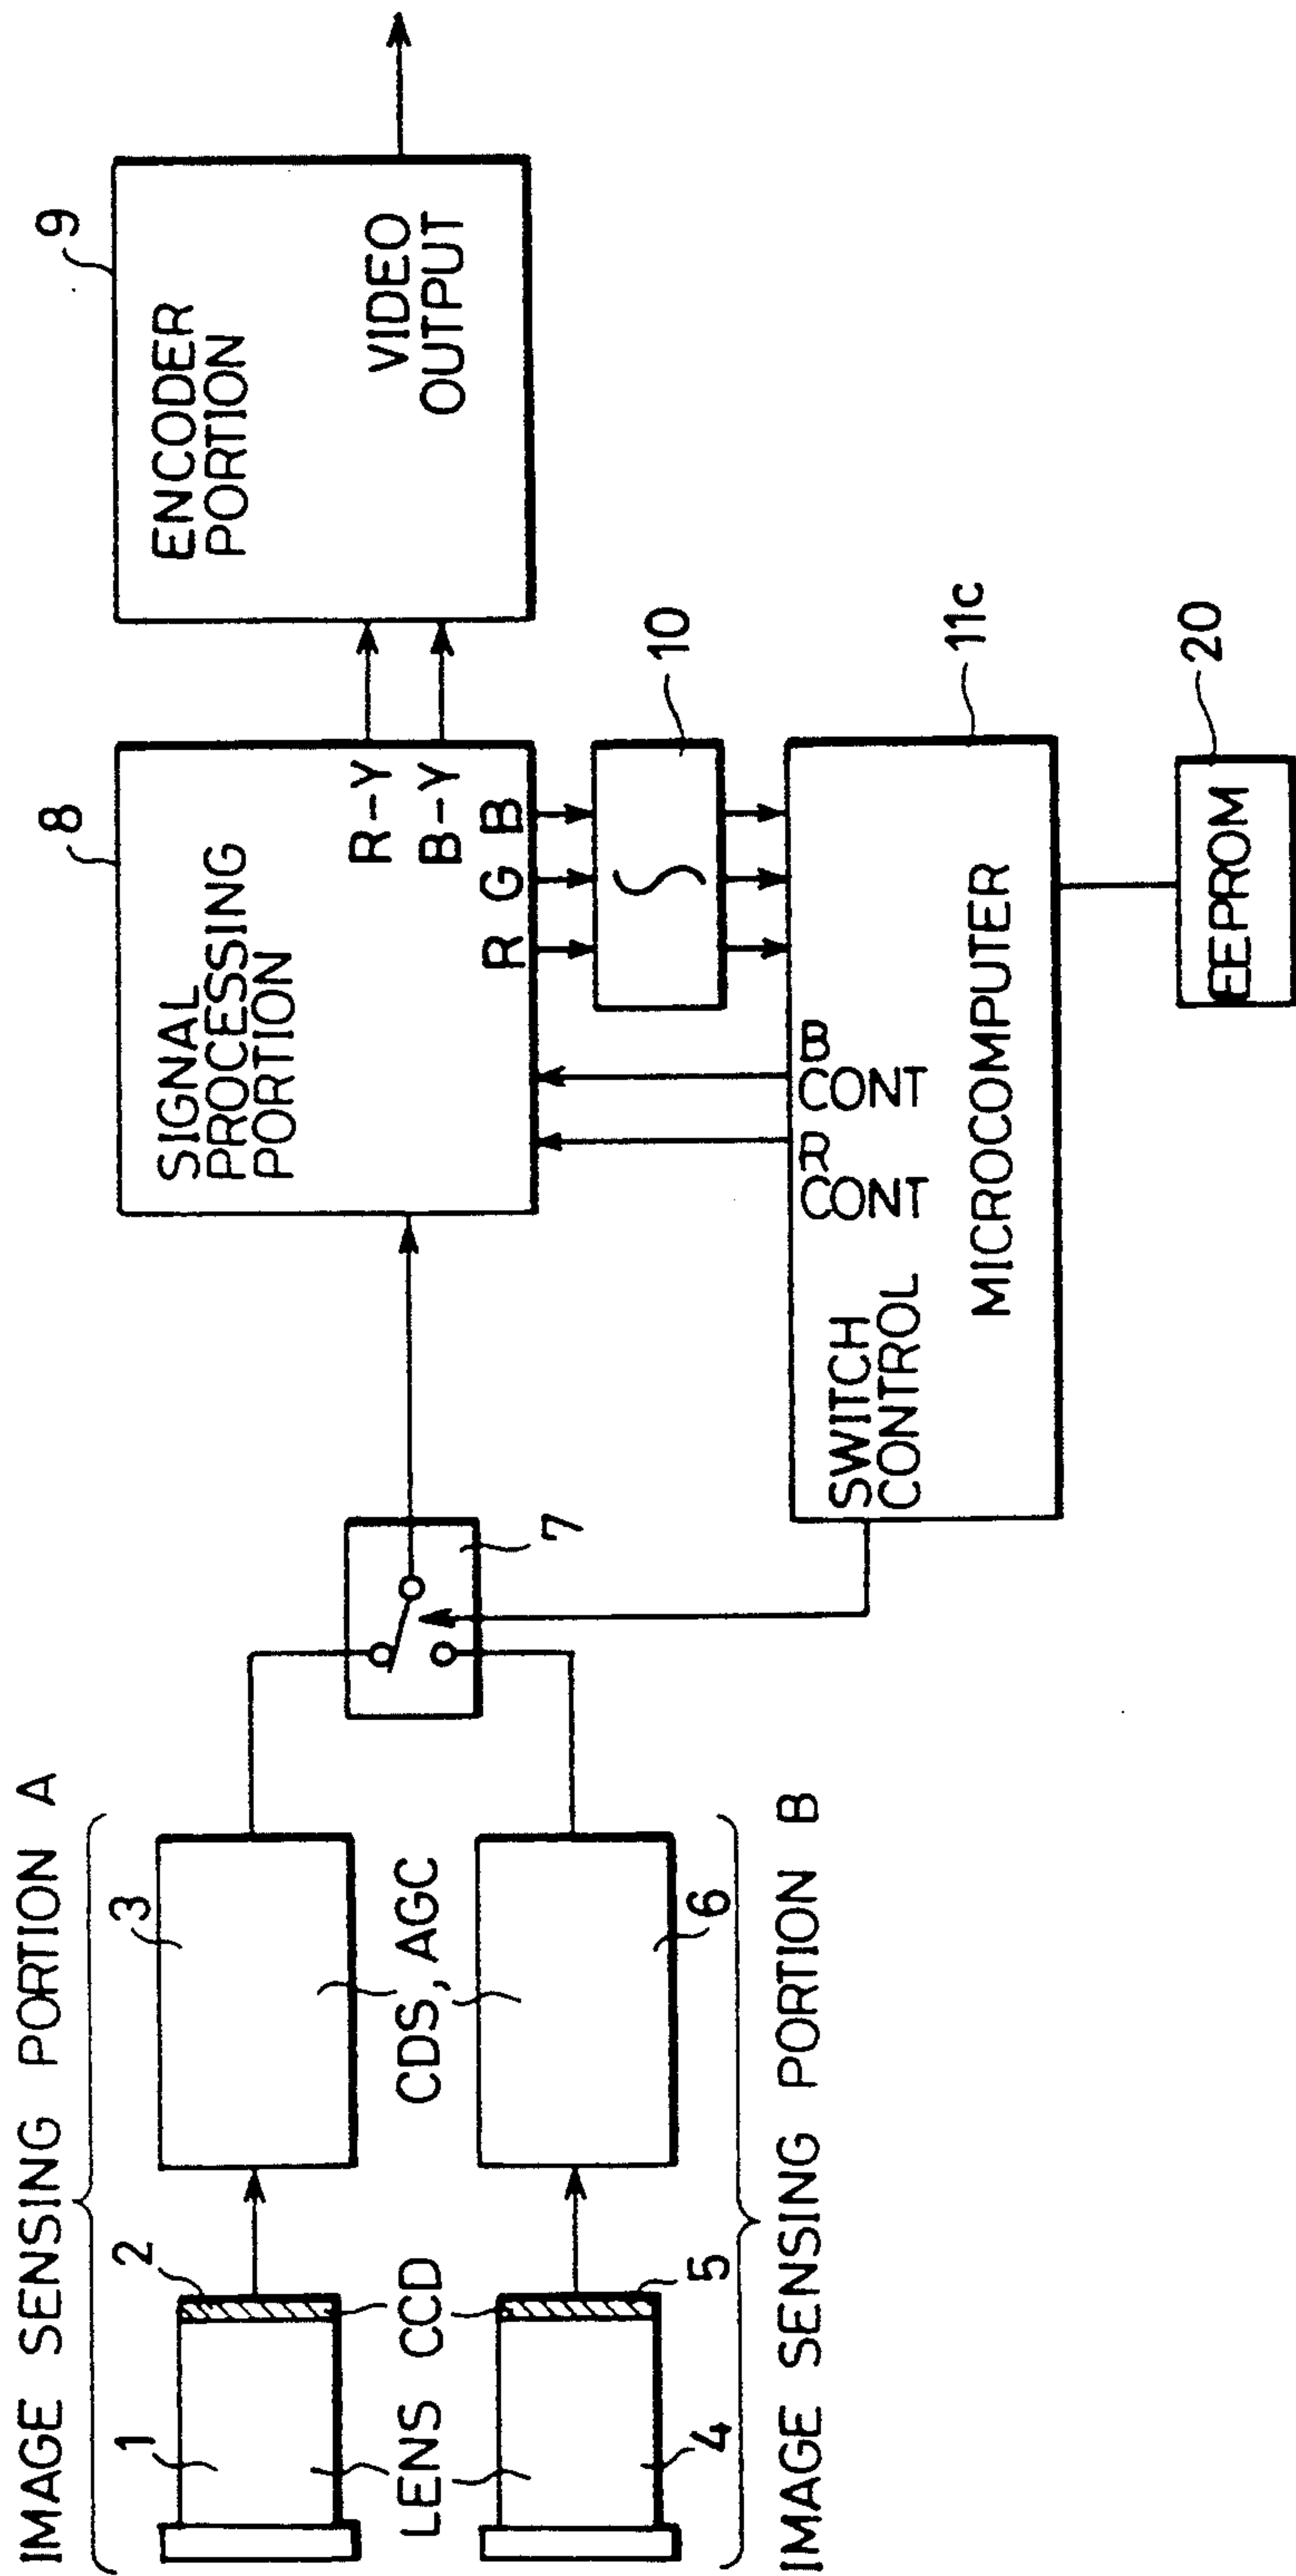 IMAGE SENSING PORTION A
1
2
3
LENS
CCD
CDS, AGC
4
5
6
IMAGE SENSING PORTION B
7
8
SIGNAL
PROCESSING
PORTION
R-Y
B-Y
R G B
9
ENCODER
PORTION
VIDEO
OUTPUT
10
∫
SWITCH
CONTROL
R
CONT
B
CONT
MICROCOMPUTER
11c
EEPROM
20